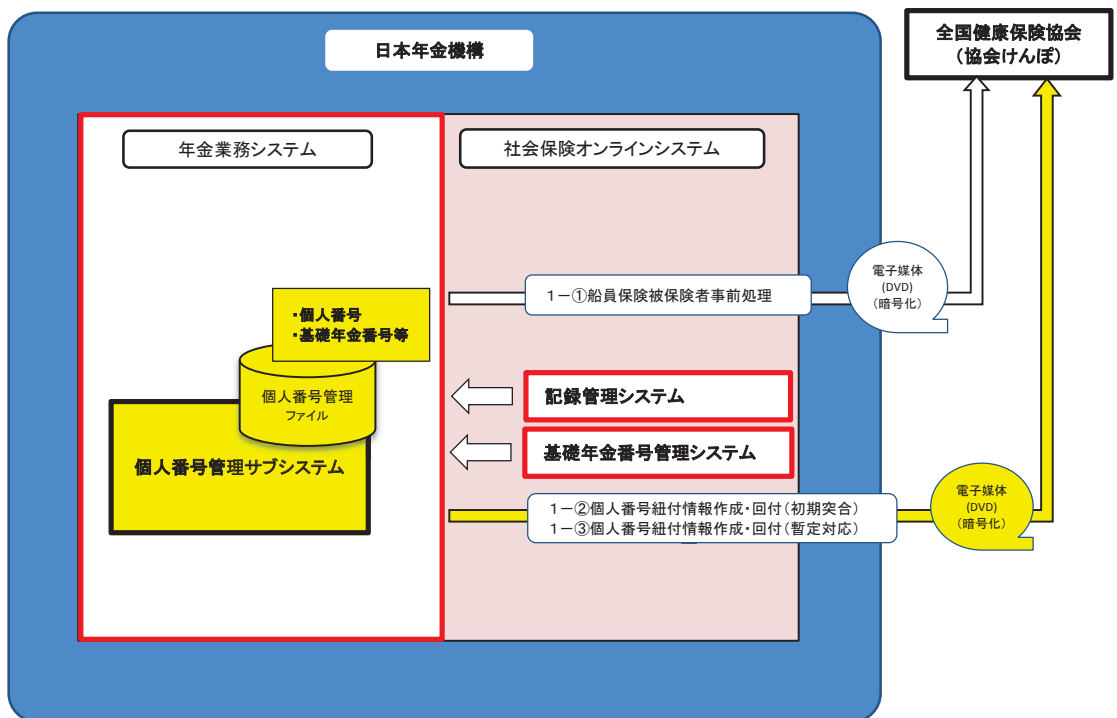 全国健康保険協会
（協会けんぽ）
日本年金機構
年金業務システム
社会保険オンラインシステム
電子媒体
(DVD)
（暗号化）
1－①船員保険被保険者事前処理
・個人番号
・基礎年金番号等
個人番号管理
ファイル
記録管理システム
基礎年金番号管理システム
個人番号管理サブシステム
1－②個人番号紐付情報作成・回付（初期突合）
1－③個人番号紐付情報作成・回付（暫定対応）
電子媒体
(DVD)
（暗号化）